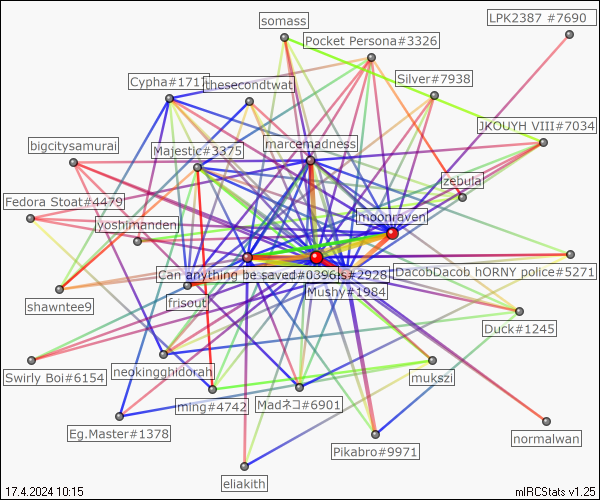 somass
LPK2387 #7690
Pocket Persona#3326
Silver#7938
Cypha#1717
thesecondtwat
JKOUYH VIII#7034
marcemadness
bigcitysamurai
Majestic#3375
zebula
Fedora Stoat#4479
moonraven
yoshimanden
Can anything be saved#0396
#2928
DacobDacob hORNY police#5271
Mushy#1984
shawntee9
frisout
Duck#1245
neokingghidorah
Swirly Boi#6154
mukszi
ming#4742
Madネコ#6901
Eg.Master#1378
normalwan
Pikabro#9971
eliakith
17.4.2024 10:15
mIRCStats v1.25